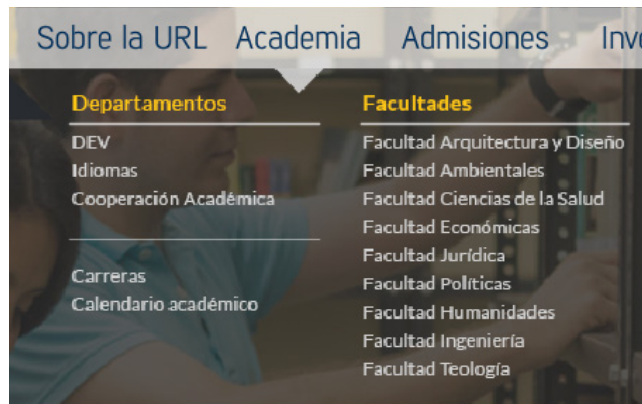 Sobre la URL Academia Admisiones
Departamentos
DEV
Idiomas
Cooperación Académica
Carreras
Calendario académico
Facultades
Facultad Arquitectura y Diseño
Facultad Ambientales
Facultad Ciencias de la Salud
Facultad Económicas
Facultad Jurídica
Facultad Políticas
Facultad Humanidades
Facultad Ingeniería
Facultad Teología